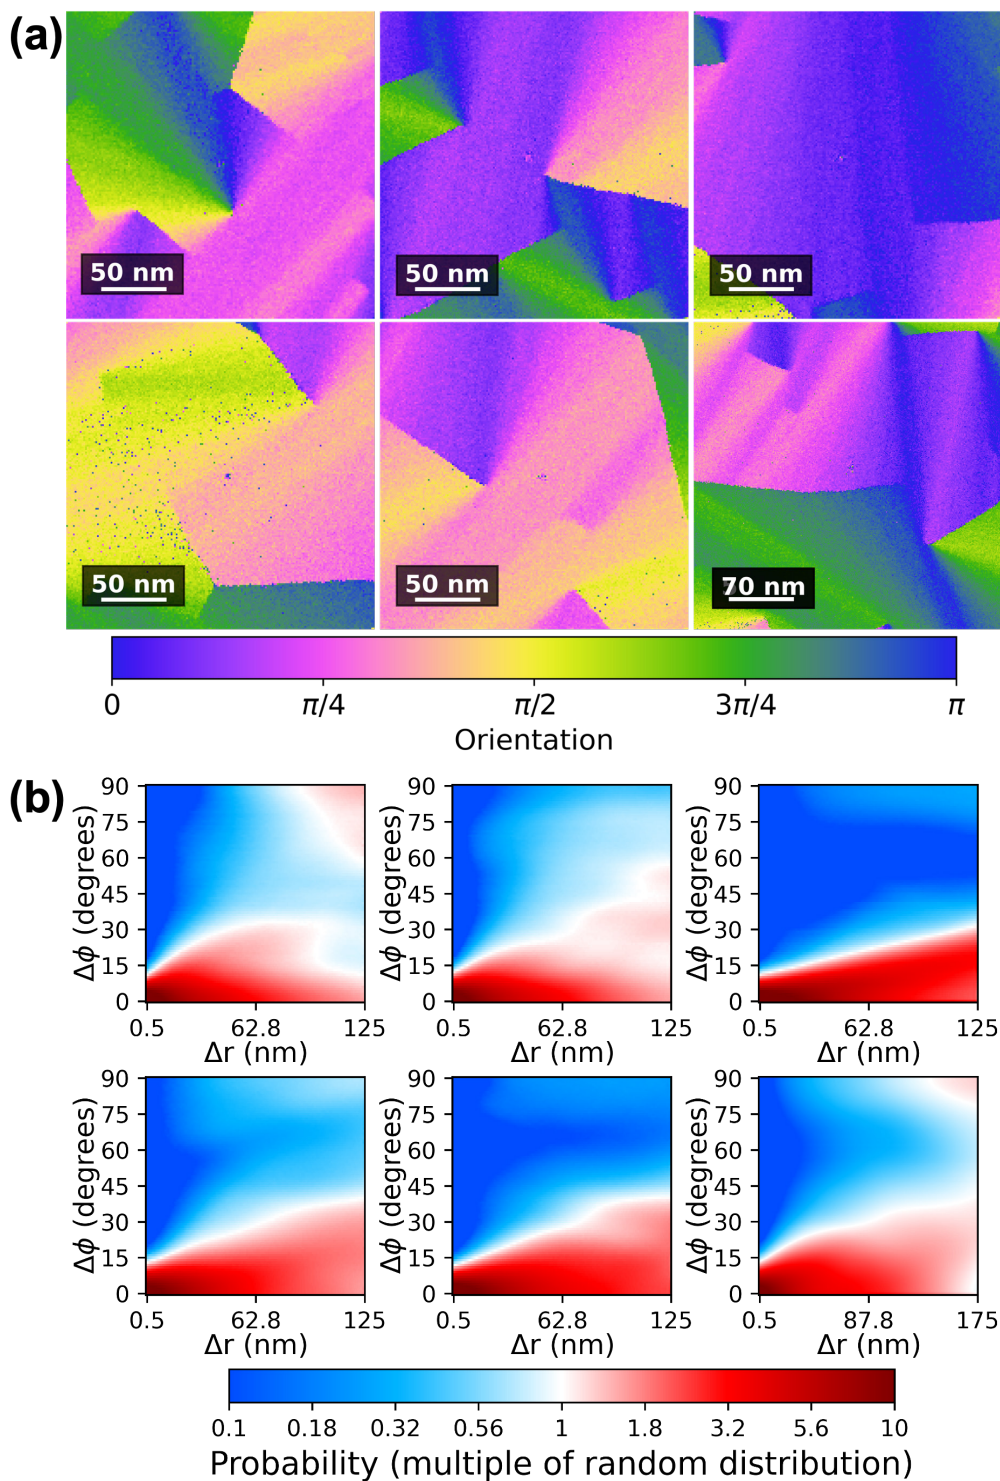 (a)
50 nm 50 nm 50 nm
50 nm 50 nm 70 nm
0 π/4 π/2 3π/4 π
Orientation
(b)
90 90 90
75 75 75
60 60 60
45 45 45
30 30 30
15 15 15
0 0 0
Δϕ (degrees) Δϕ (degrees) Δϕ (degrees)
0.5 62.8 125 0.5 62.8 125 0.5 62.8 125
Δr (nm) Δr (nm) Δr (nm)
90 90 90
75 75 75
60 60 60
45 45 45
30 30 30
15 15 15
0 0 0
Δϕ (degrees) Δϕ (degrees) Δϕ (degrees)
0.5 62.8 125 0.5 62.8 125 0.5 87.8 175
Δr (nm) Δr (nm) Δr (nm)
0.1 0.18 0.32 0.56 1 1.8 3.2 5.6 10
Probability (multiple of random distribution)